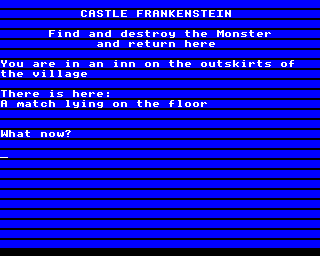 CASTLE FRANKENSTEIN
Find and destroy the Monster
and return here
You are in an inn on the outskirts of
the village
There is here:
A match lying on the floor
What now?
_